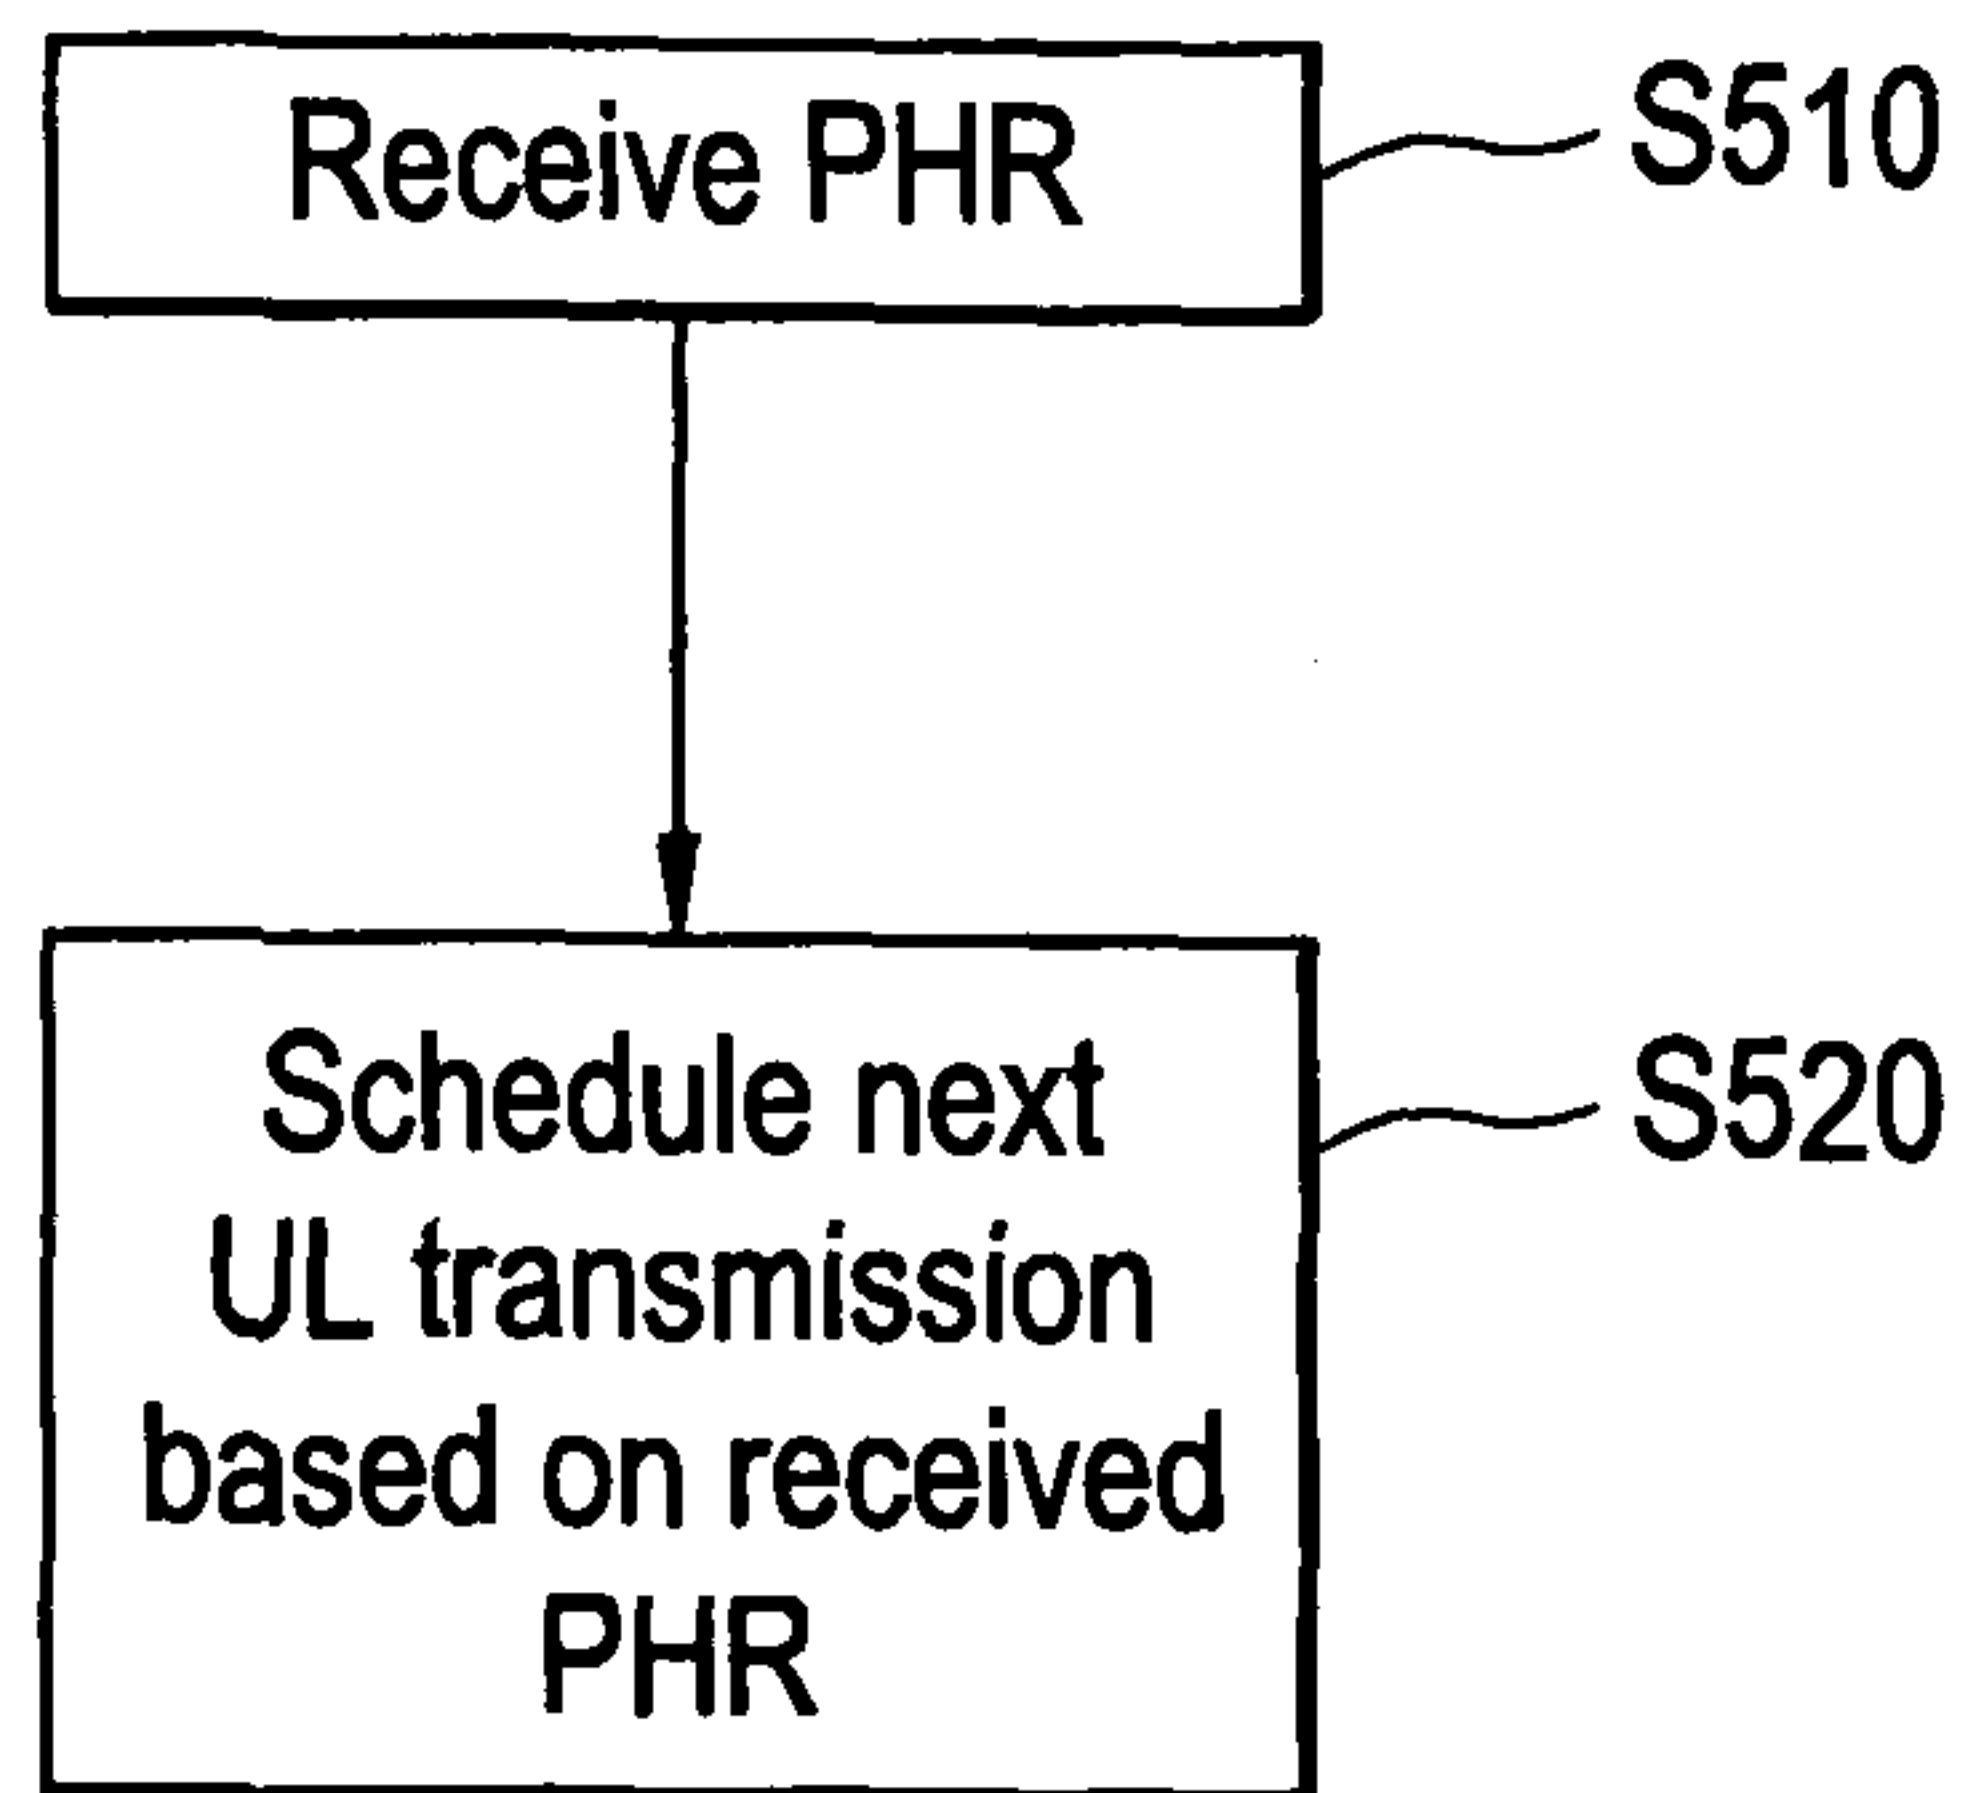 Receive PHR
S510
Schedule next
UL transmission
based on received
PHR
S520